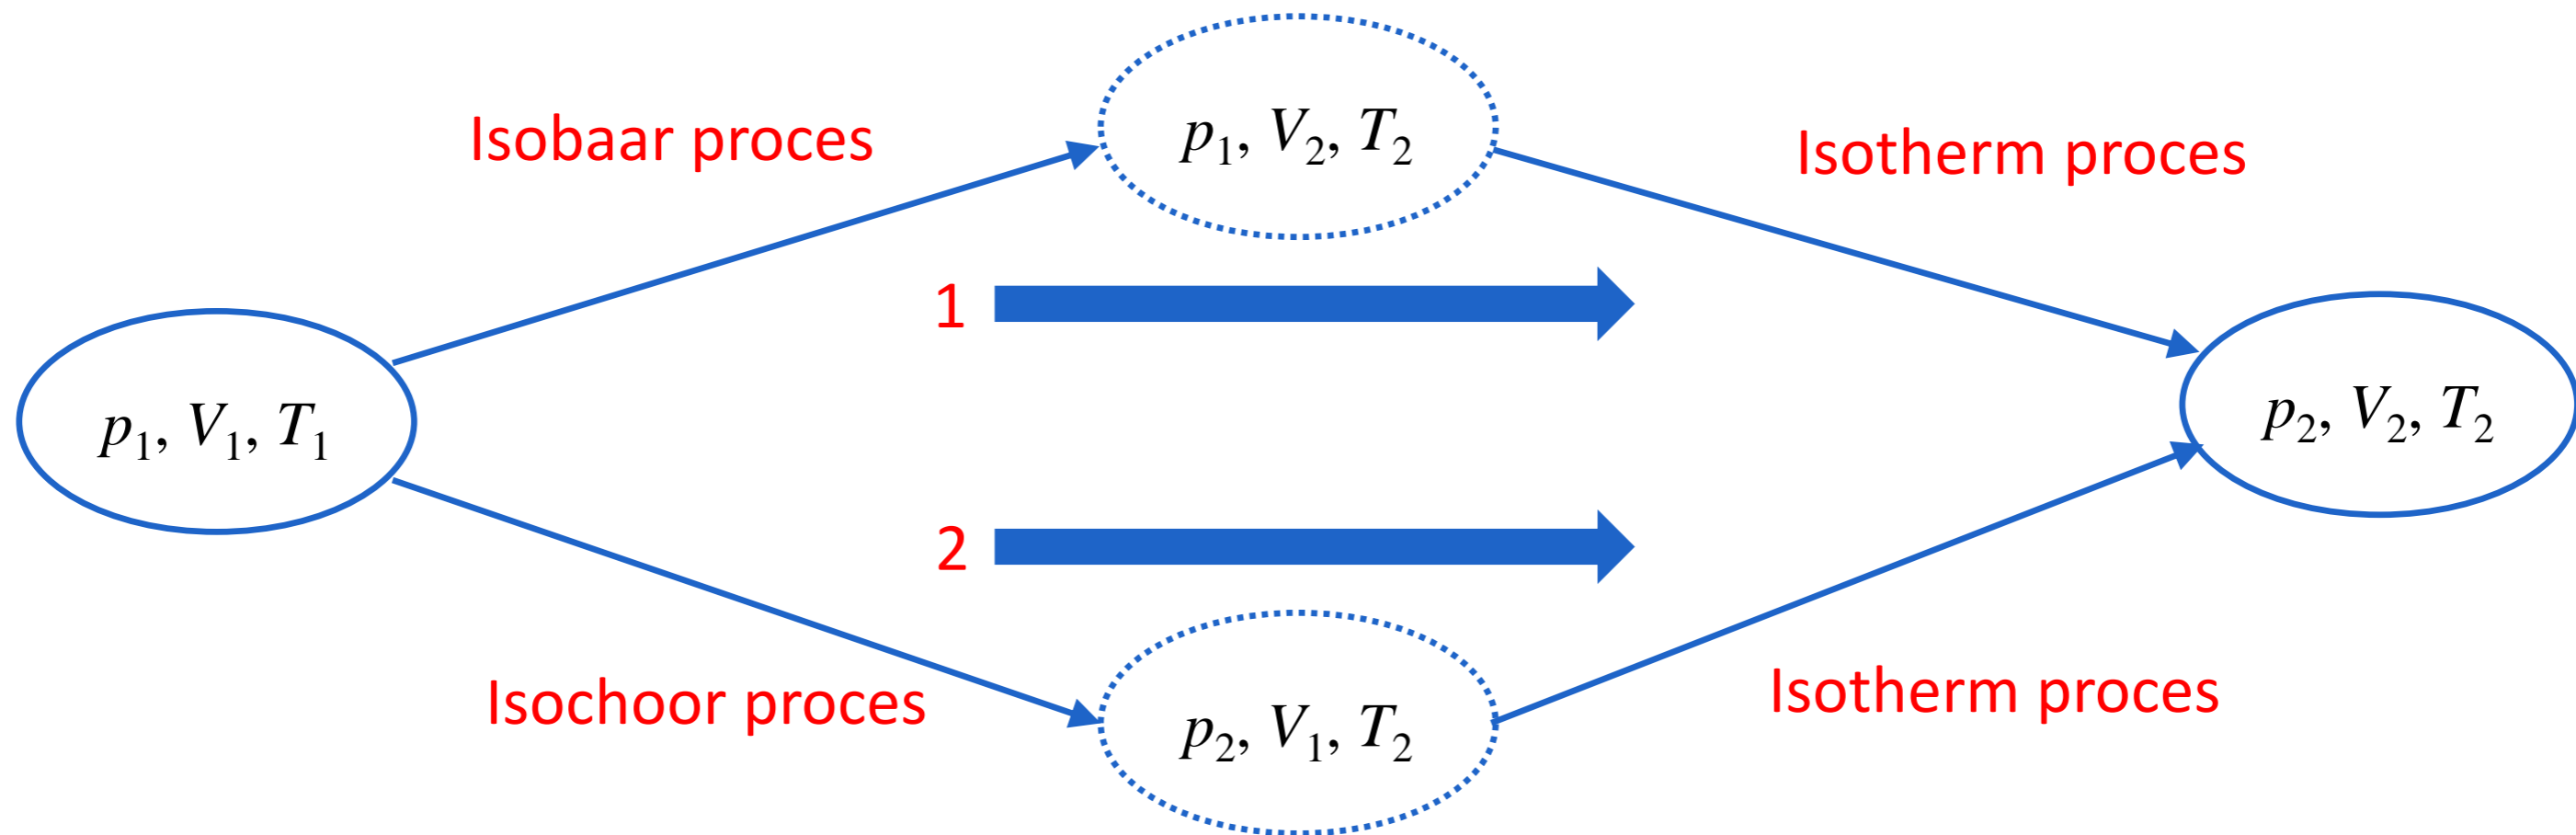 Isobaar proces
p₁, V₂, T₂
Isotherm proces
1
p₁, V₁, T₁
p₂, V₂, T₂
2
Isochoor proces
p₂, V₁, T₂
Isotherm proces